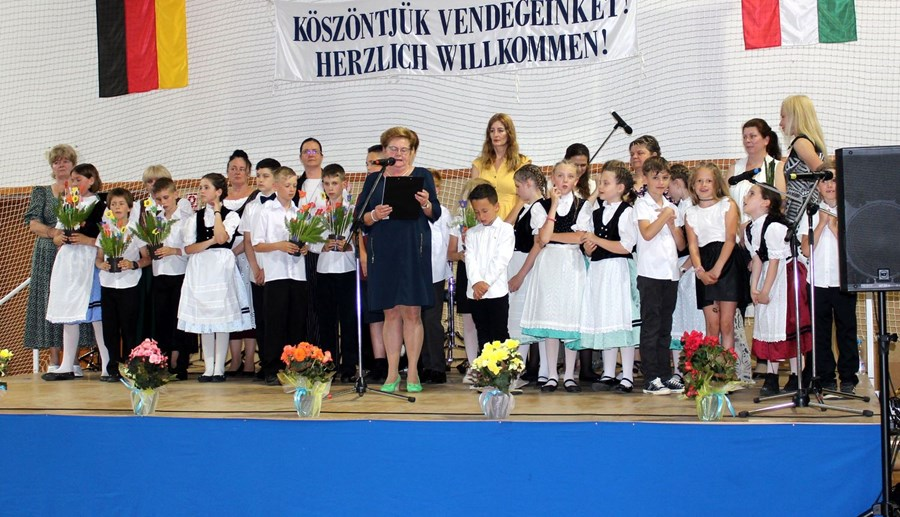 KÖSZÖNTJÜK VENDÉGEINKET!
HERZLICH WILLKOMMEN!